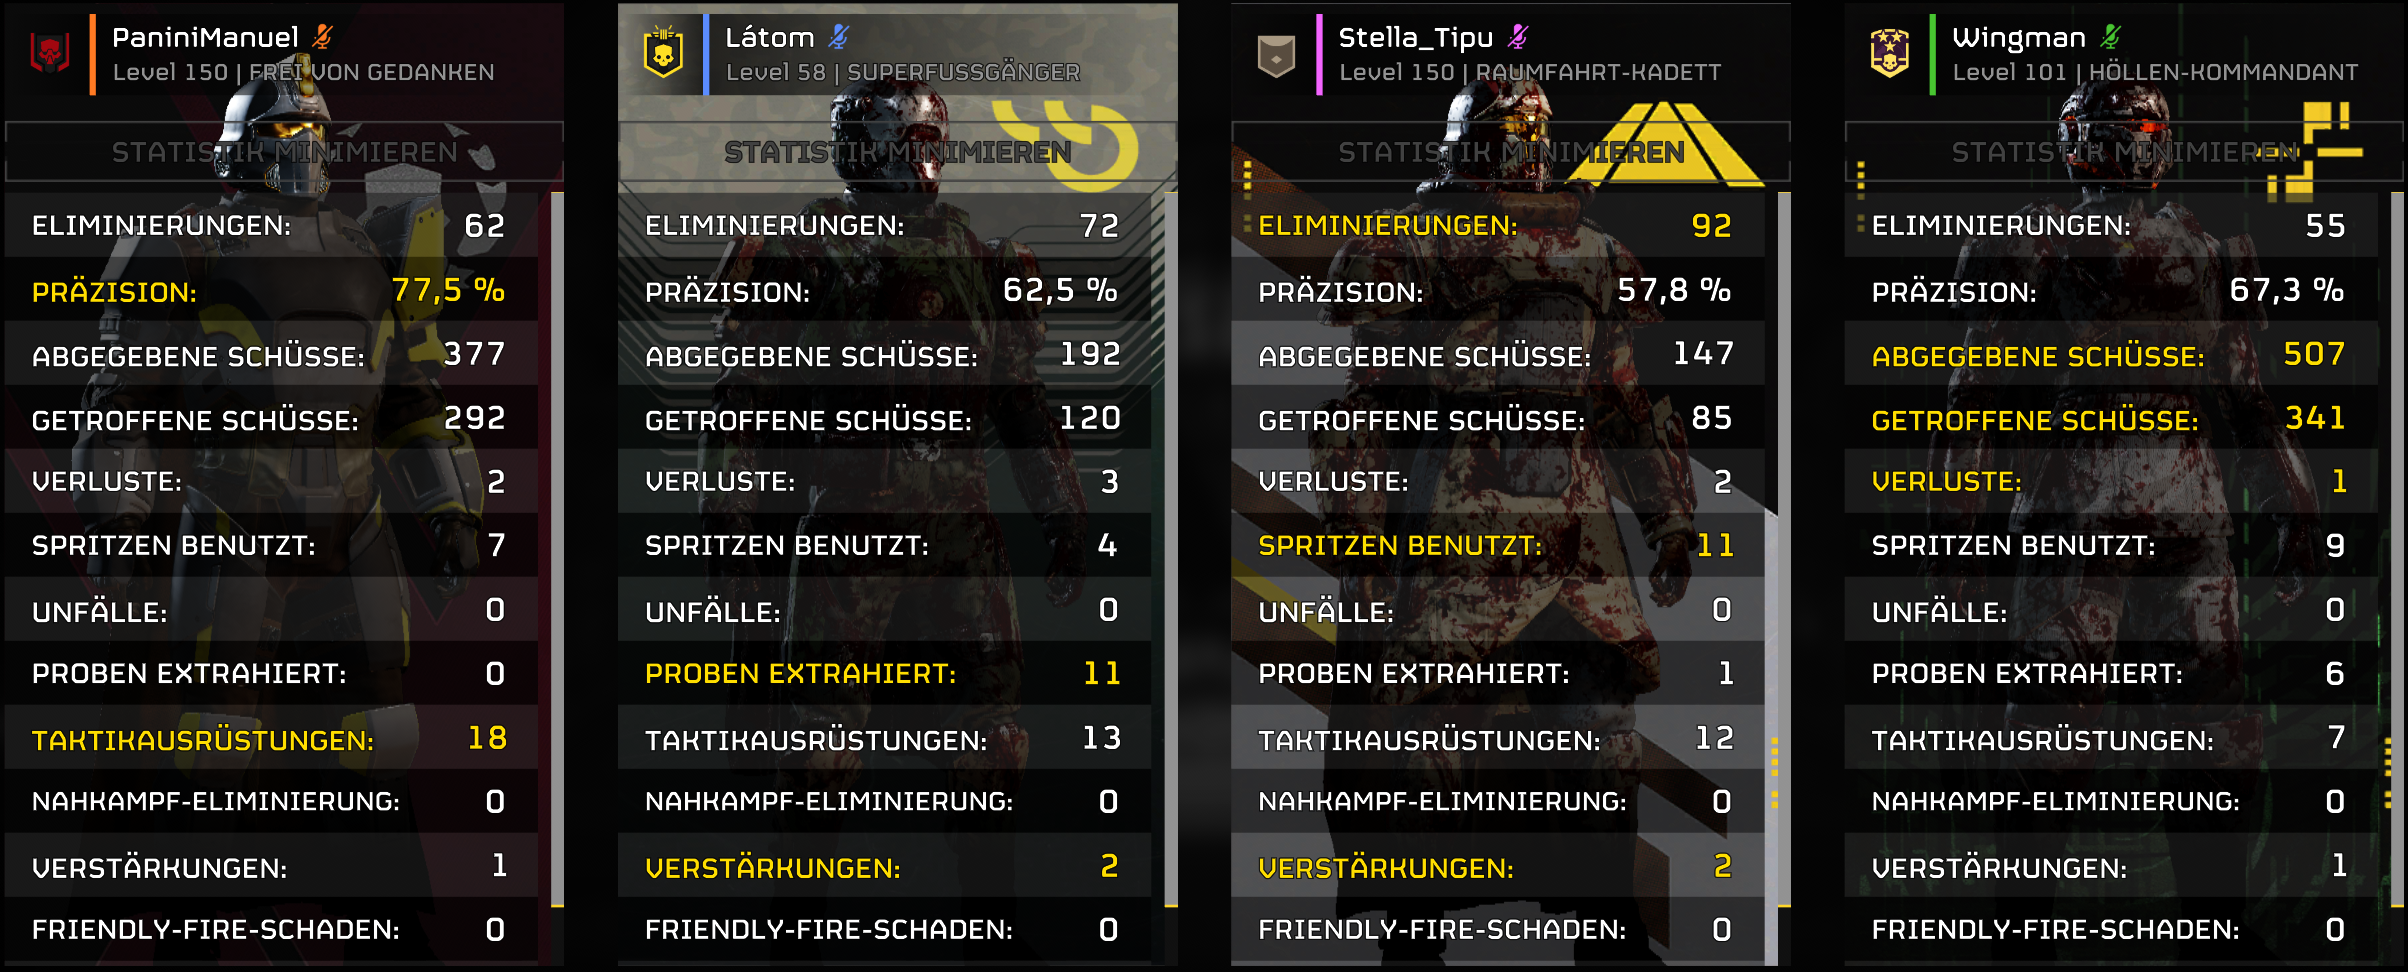 PaniniManuel
Level 150 | FREI VON GEDANKEN
STATISTIK MINIMIEREN
ELIMINIERUNGEN: 62
PRÄZISION: 77,5 %
ABGEGEBENE SCHÜSSE: 377
GETROFFENE SCHÜSSE: 292
VERLUSTE: 2
SPRITZEN BENUTZT: 7
UNFÄLLE: 0
PROBEN EXTRAHIERT: 0
TAKTIKAUSRÜSTUNGEN: 18
NAHKAMPF-ELIMINIERUNG: 0
VERSTÄRKUNGEN: 1
FRIENDLY-FIRE-SCHADEN: 0
Látom
Level 58 | SUPERFUSSGÄNGER
STATISTIK MINIMIEREN
ELIMINIERUNGEN: 72
PRÄZISION: 62,5 %
ABGEGEBENE SCHÜSSE: 192
GETROFFENE SCHÜSSE: 120
VERLUSTE: 3
SPRITZEN BENUTZT: 4
UNFÄLLE: 0
PROBEN EXTRAHIERT: 11
TAKTIKAUSRÜSTUNGEN: 13
NAHKAMPF-ELIMINIERUNG: 0
VERSTÄRKUNGEN: 2
FRIENDLY-FIRE-SCHADEN: 0
Stella_Tipu
Level 150 | RAUMFAHRT-KADETT
STATISTIK MINIMIEREN
ELIMINIERUNGEN: 92
PRÄZISION: 57,8 %
ABGEGEBENE SCHÜSSE: 147
GETROFFENE SCHÜSSE: 85
VERLUSTE: 2
SPRITZEN BENUTZT: 11
UNFÄLLE: 0
PROBEN EXTRAHIERT: 1
TAKTIKAUSRÜSTUNGEN: 12
NAHKAMPF-ELIMINIERUNG: 0
VERSTÄRKUNGEN: 2
FRIENDLY-FIRE-SCHADEN: 0
Wingman
Level 101 | HÖLLEN-KOMMANDANT
STATISTIK MINIMIEREN
ELIMINIERUNGEN: 55
PRÄZISION: 67,3 %
ABGEGEBENE SCHÜSSE: 507
GETROFFENE SCHÜSSE: 341
VERLUSTE: 1
SPRITZEN BENUTZT: 9
UNFÄLLE: 0
PROBEN EXTRAHIERT: 6
TAKTIKAUSRÜSTUNGEN: 7
NAHKAMPF-ELIMINIERUNG: 0
VERSTÄRKUNGEN: 1
FRIENDLY-FIRE-SCHADEN: 0